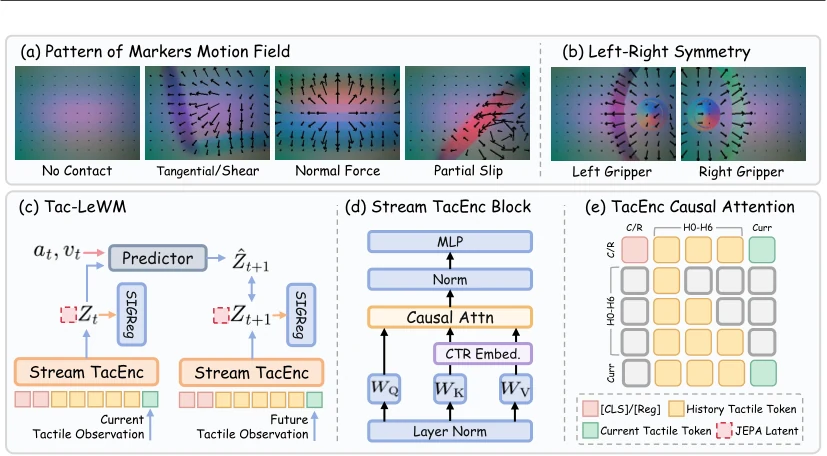 (a) Pattern of Markers Motion Field
(b) Left-Right Symmetry
No Contact
Tangential/Shear
Normal Force
Partial Slip
Left Gripper
Right Gripper
(c) Tac-LeWM
a_t, v_t
Predictor
Ẑ_{t+1}
Z_t
SIGReg
Z_{t+1}
SIGReg
Stream TacEnc
Stream TacEnc
Current
Tactile Observation
Future
Tactile Observation
(d) Stream TacEnc Block
MLP
Norm
Causal Attn
CTR Embed.
W_Q
W_K
W_V
Layer Norm
(e) TacEnc Causal Attention
C/R
H0-H6
Curr
C/R
H0-H6
Curr
[CLS]/[Reg]
History Tactile Token
Current Tactile Token
JEPA Latent